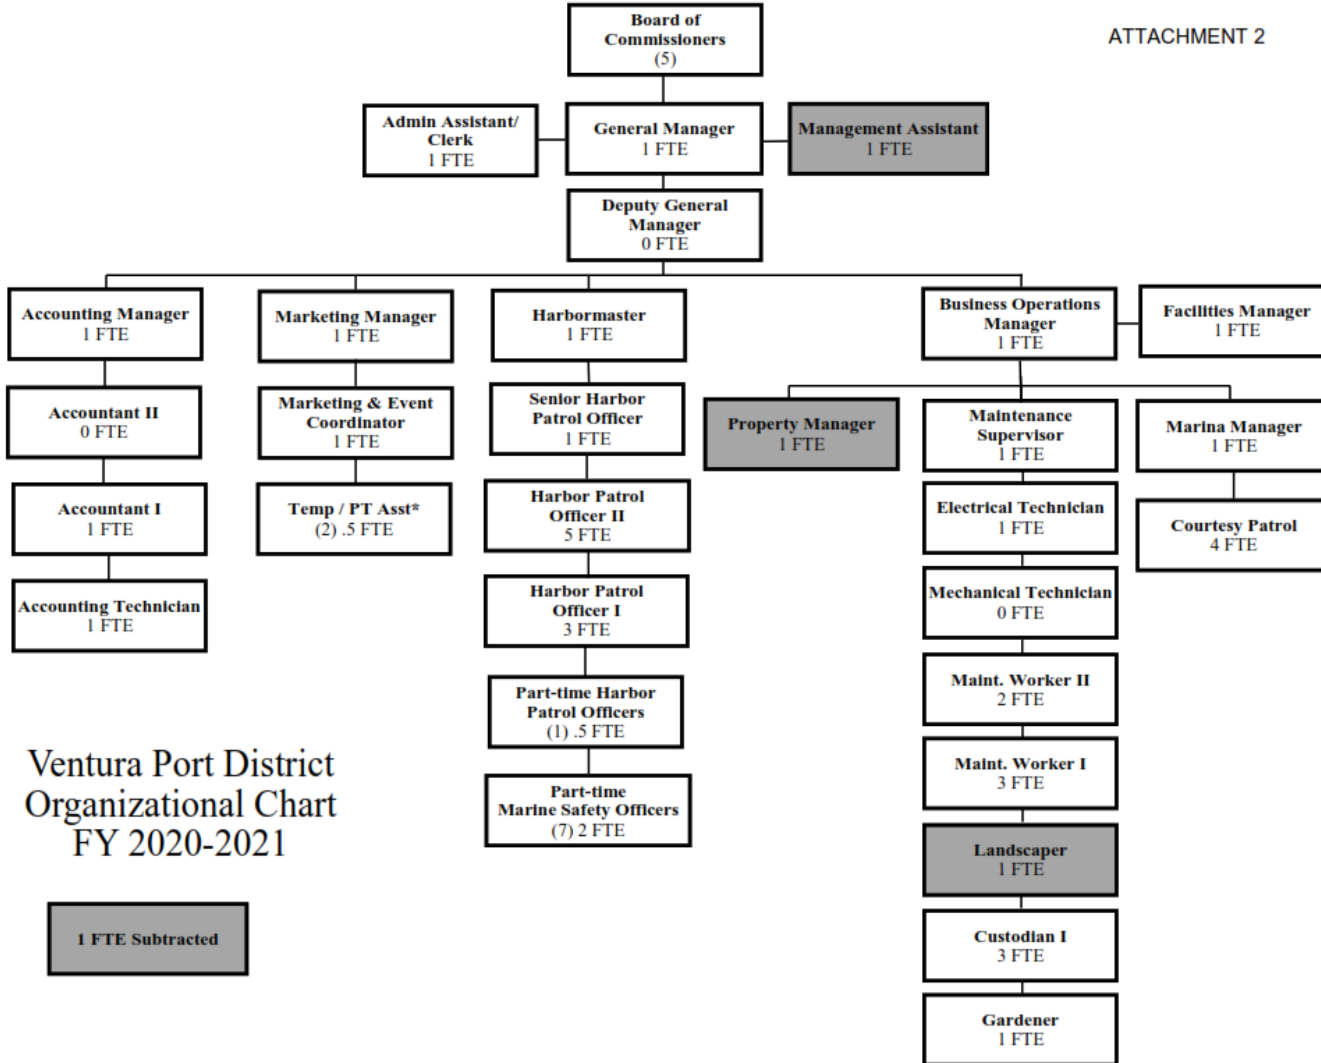 ATTACHMENT 2
Board of
Commissioners
(5)
Admin Assistant/
Clerk
1 FTE
General Manager
1 FTE
Management Assistant
1 FTE
Deputy General
Manager
0 FTE
Accounting Manager
1 FTE
Marketing Manager
1 FTE
Harbormaster
1 FTE
Business Operations
Manager
1 FTE
Facilities Manager
1 FTE
Accountant II
0 FTE
Marketing & Event
Coordinator
1 FTE
Senior Harbor
Patrol Officer
1 FTE
Property Manager
1 FTE
Maintenance
Supervisor
1 FTE
Marina Manager
1 FTE
Accountant I
1 FTE
Temp / PT Asst*
(2) .5 FTE
Harbor Patrol
Officer II
5 FTE
Electrical Technician
1 FTE
Courtesy Patrol
4 FTE
Accounting Technician
1 FTE
Harbor Patrol
Officer I
3 FTE
Mechanical Technician
0 FTE
Part-time Harbor
Patrol Officers
(1) .5 FTE
Maint. Worker II
2 FTE
Part-time
Marine Safety Officers
(7) 2 FTE
Maint. Worker I
3 FTE
Ventura Port District
Organizational Chart
FY 2020-2021
Landscaper
1 FTE
1 FTE Subtracted
Custodian I
3 FTE
Gardener
1 FTE